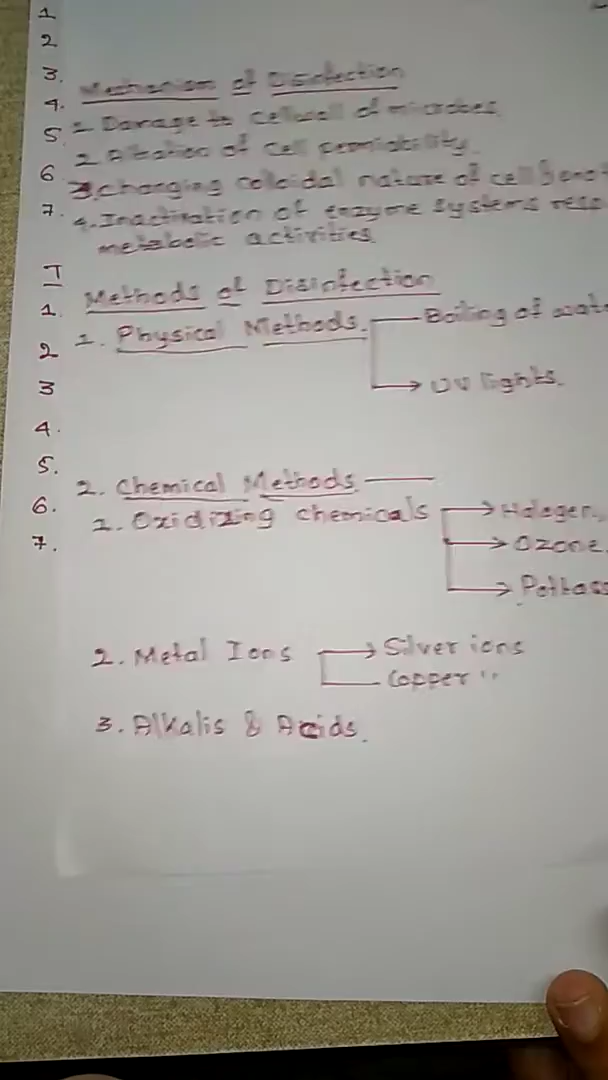 1
2
3. Mechanism of Disinfection
4.
5 1. Damage to cellwall of microbes.
2. Altration of cell permiability.
6 3. changing colloidal nature of cell
7. 4. Inactivation of enzyme systems
metabolic activities.
I
Methods of Disinfection
1. 1. Physical Methods. Boiling of
2
3 UV lights.
4.
5. 2. Chemical Methods.
6. 1. Oxidizing chemicals Halogen.
7. Ozone.
2. Metal Ions Silver ions
Copper "
3. Alkalis & Acids.